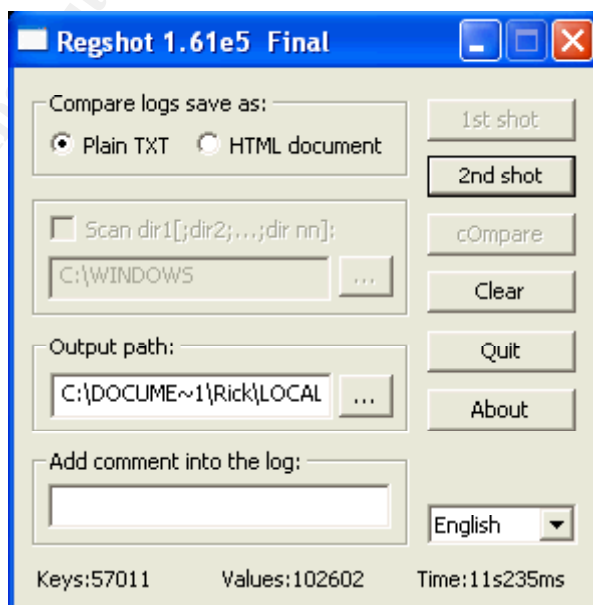 Regshot 1.61e5 Final
Compare logs save as:
Plain TXT
HTML document
1st shot
2nd shot
Scan dir1[;dir2;...;dir nn]:
C:\WINDOWS
...
cOmpare
Clear
Output path:
C:\DOCUME~1\Rick\LOCAL
...
Quit
About
Add comment into the log:
English
Keys:57011 Values:102602 Time:11s235ms